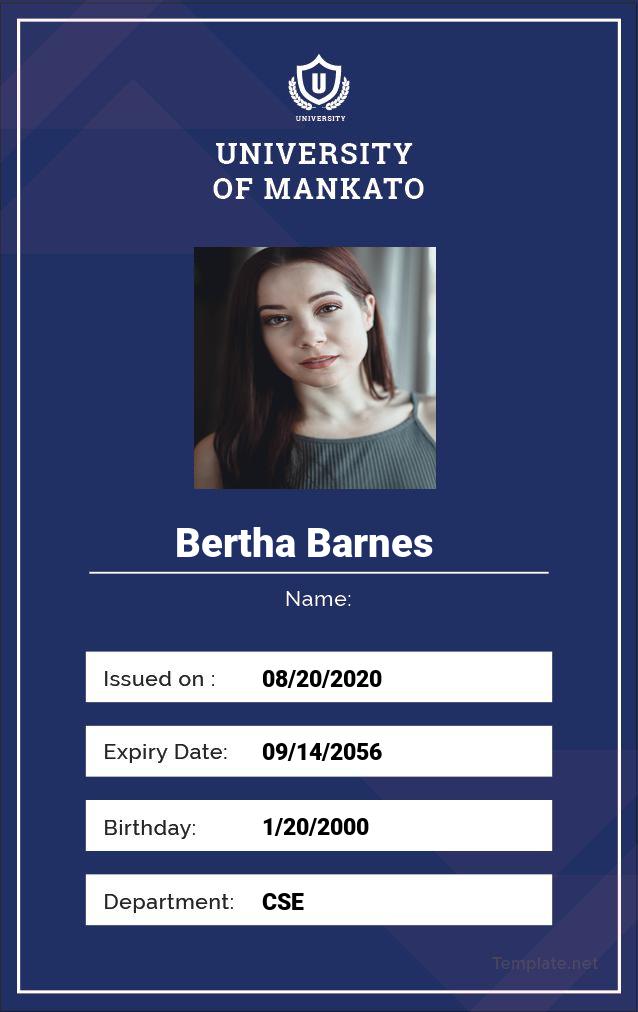 U
UNIVERSITY
UNIVERSITY
OF MANKATO
Bertha Barnes
Name:
Issued on : 08/20/2020
Expiry Date: 09/14/2056
Birthday: 1/20/2000
Department: CSE
Template.net